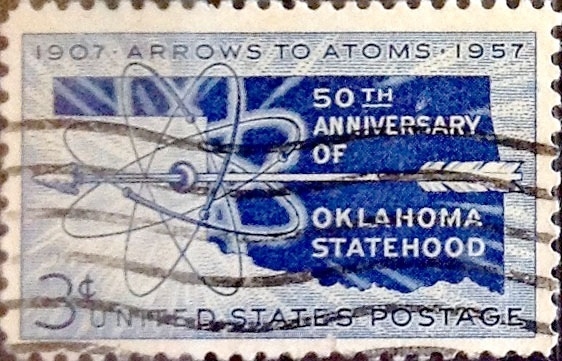 1907 · ARROWS TO ATOMS · 1957
50TH
ANNIVERSARY
OF
OKLAHOMA
STATEHOOD
3¢
UNITED STATES POSTAGE